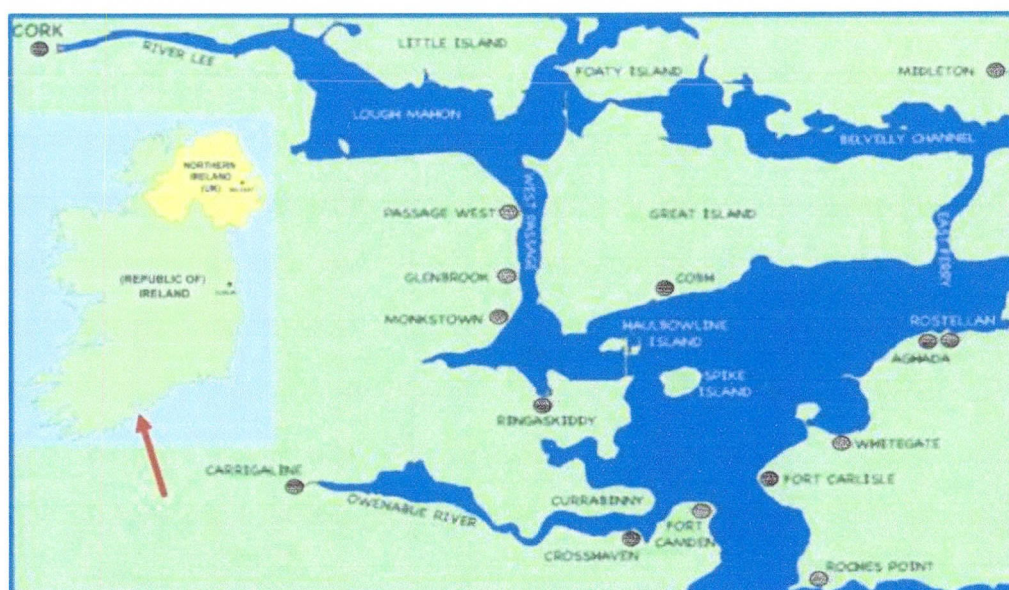 CORK
RIVER LEE
LITTLE ISLAND
FOATY ISLAND
MIDLETON
LOUGH MAHON
BELVELLY CHANNEL
NORTHERN
IRELAND
(UK)
PASSAGE WEST
WEST PASSAGE
GREAT ISLAND
EAST FERRY
(REPUBLIC OF)
IRELAND
GLENBROOK
COBH
MONKSTOWN
HAULBOWLINE
ISLAND
ROSTELLAN
AGHADA
SPIKE
ISLAND
RINGASKIDDY
WHITEGATE
CARRIGALINE
FORT CARLISLE
OWENABUE RIVER
CURRABINNY
FORT
CAMDEN
CROSSHAVEN
ROCHES POINT